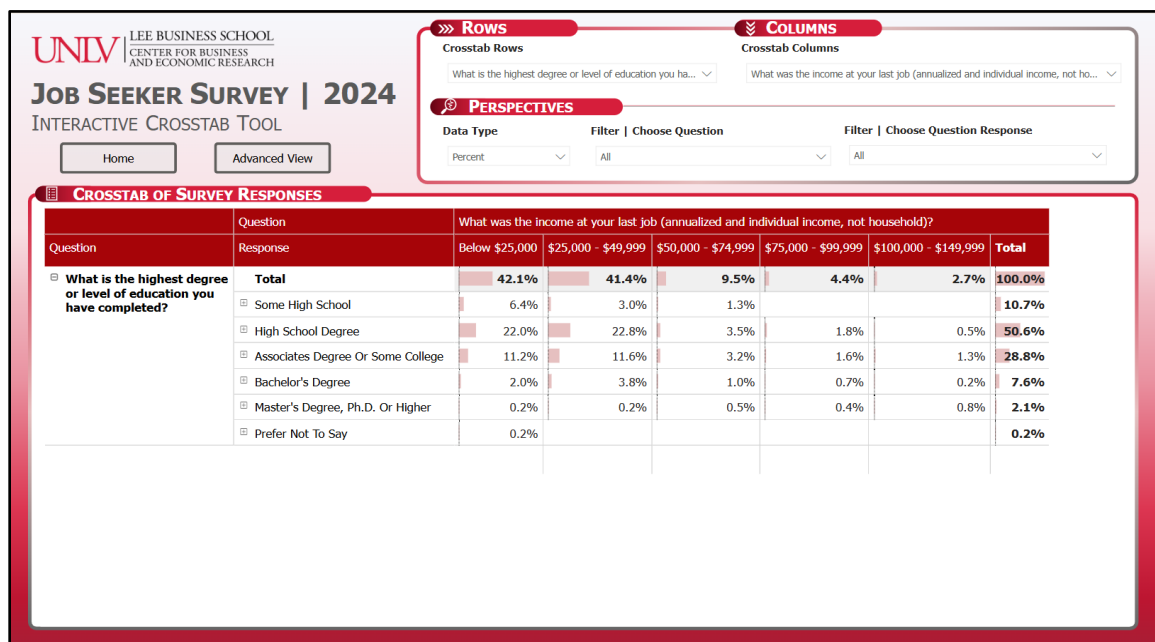 UNLV
LEE BUSINESS SCHOOL
CENTER FOR BUSINESS
AND ECONOMIC RESEARCH
JOB SEEKER SURVEY | 2024
INTERACTIVE CROSSTAB TOOL
Home
Advanced View
ROWS
Crosstab Rows
What is the highest degree or level of education you ha...
COLUMNS
Crosstab Columns
What was the income at your last job (annualized and individual income, not ho...
PERSPECTIVES
Data Type
Percent
Filter | Choose Question
All
Filter | Choose Question Response
All
CROSSTAB OF SURVEY RESPONSES
Question What was the income at your last job (annualized and individual income, not household)?
Question Response Below $25,000 $25,000 - $49,999 $50,000 - $74,999 $75,000 - $99,999 $100,000 - $149,999 Total
What is the highest degree
or level of education you
have completed?
Total 42.1% 41.4% 9.5% 4.4% 2.7% 100.0%
Some High School 6.4% 3.0% 1.3% 10.7%
High School Degree 22.0% 22.8% 3.5% 1.8% 0.5% 50.6%
Associates Degree Or Some College 11.2% 11.6% 3.2% 1.6% 1.3% 28.8%
Bachelor's Degree 2.0% 3.8% 1.0% 0.7% 0.2% 7.6%
Master's Degree, Ph.D. Or Higher 0.2% 0.2% 0.5% 0.4% 0.8% 2.1%
Prefer Not To Say 0.2% 0.2%